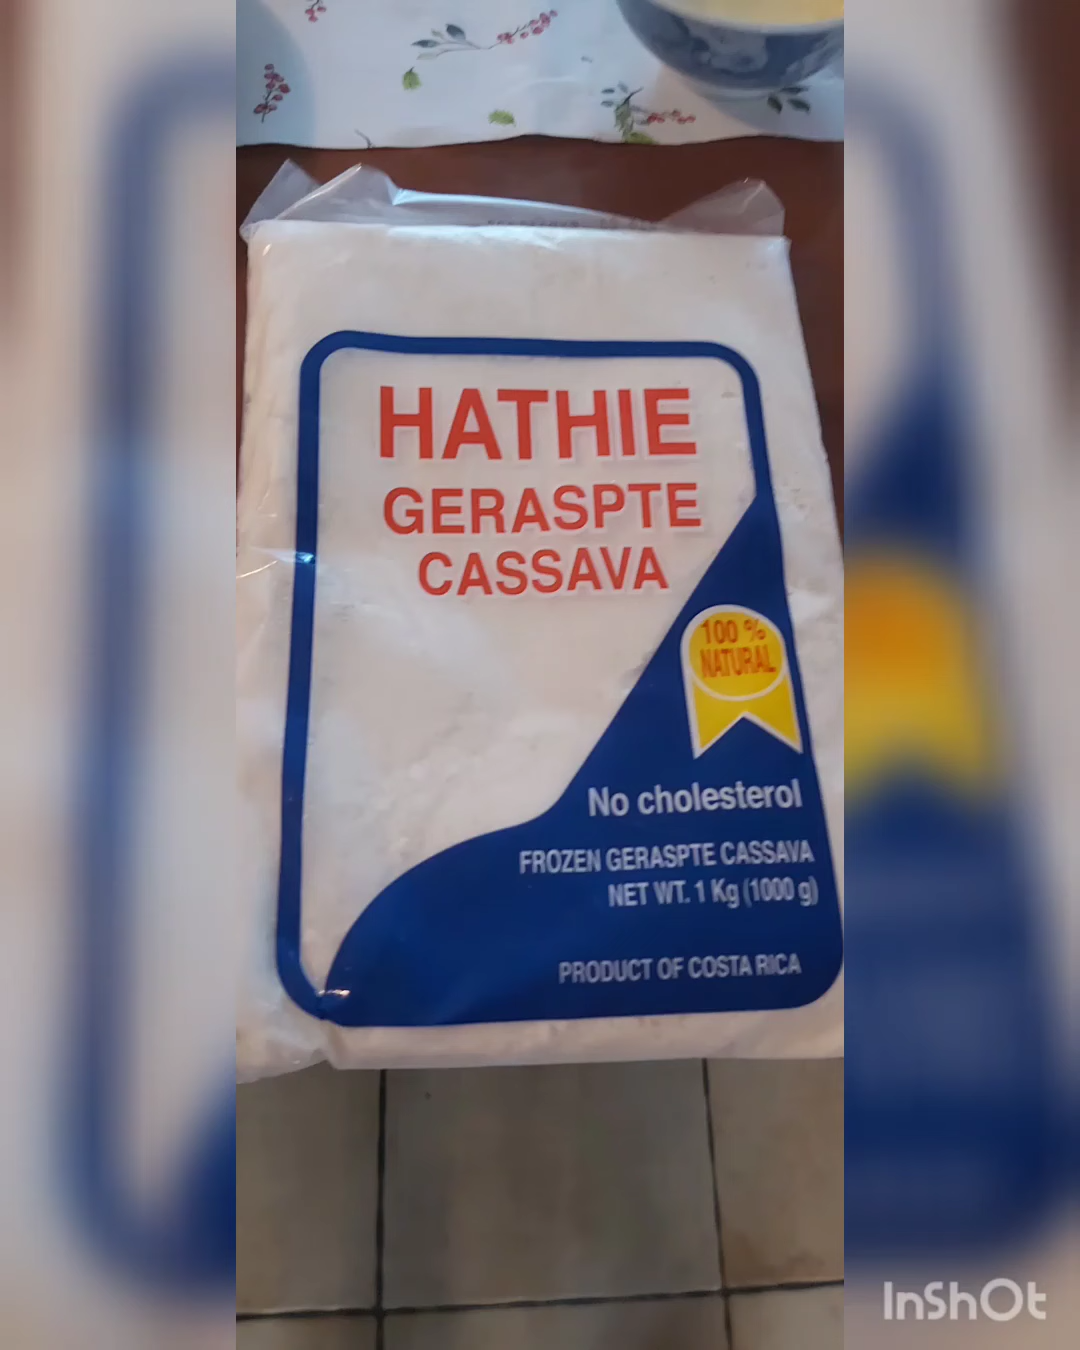 HATHIE
GERASPTE
CASSAVA
100 %
NATURAL
No cholesterol
FROZEN GERASPTE CASSAVA
NET WT. 1 Kg (1000 g)
PRODUCT OF COSTA RICA
InShOt